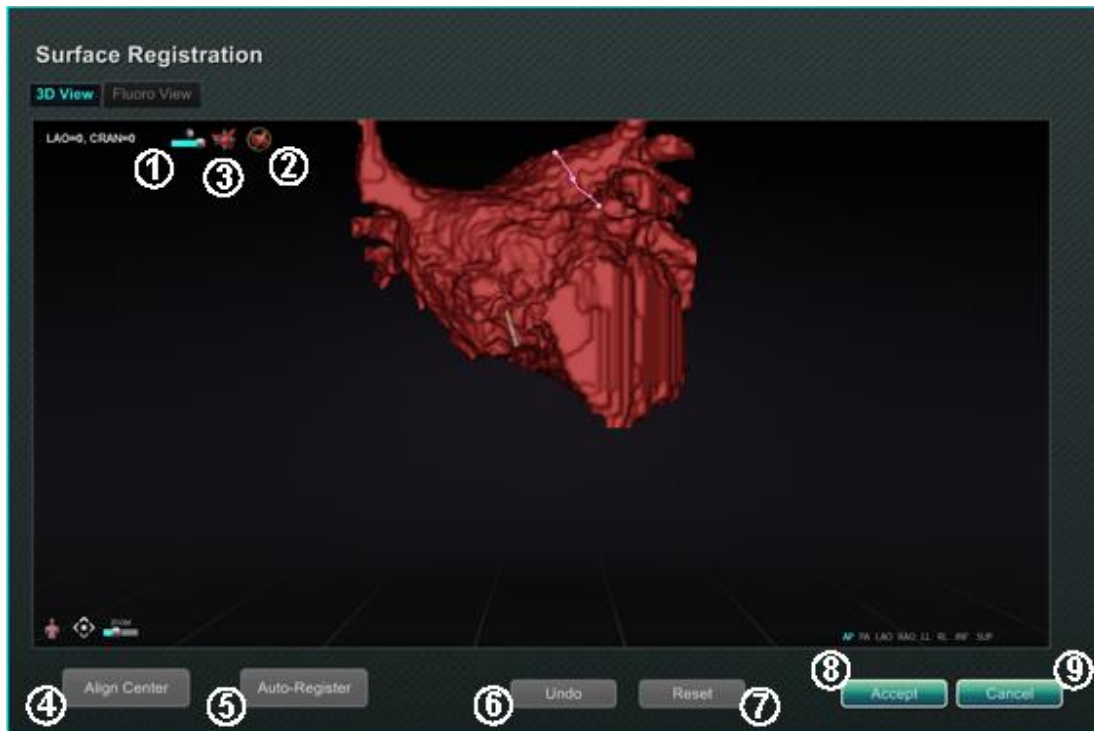 Surface Registration
3D View Fluoro View
LAO=0, CRAN=0
1 3 2
ZOOM
AP PA LAO RAO LL RL INF SUP
8 9
Align Center Auto-Register Undo Reset Accept Cancel
4 5 6 7